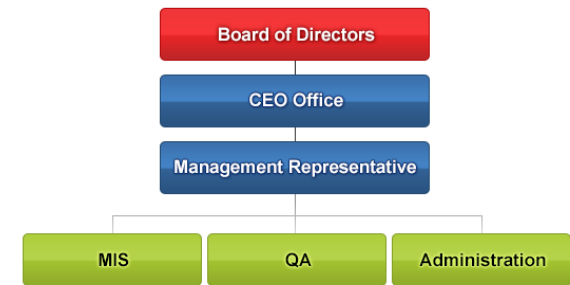 Board of Directors
CEO Office
Management Representative
MIS
QA
Administration